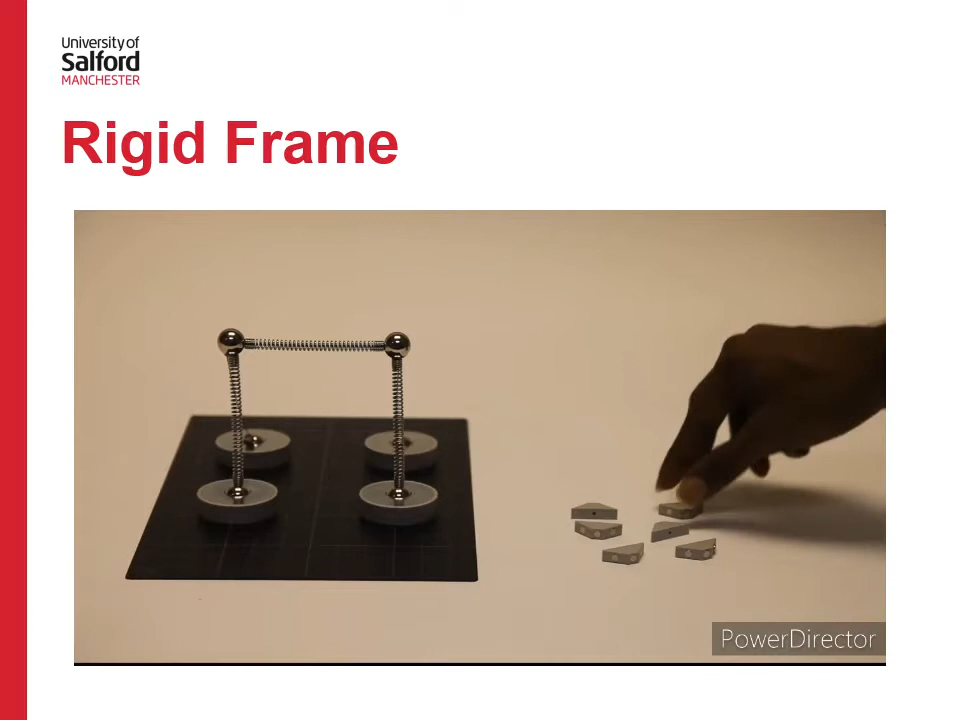 University of
Salford
MANCHESTER
Rigid Frame
PowerDirector